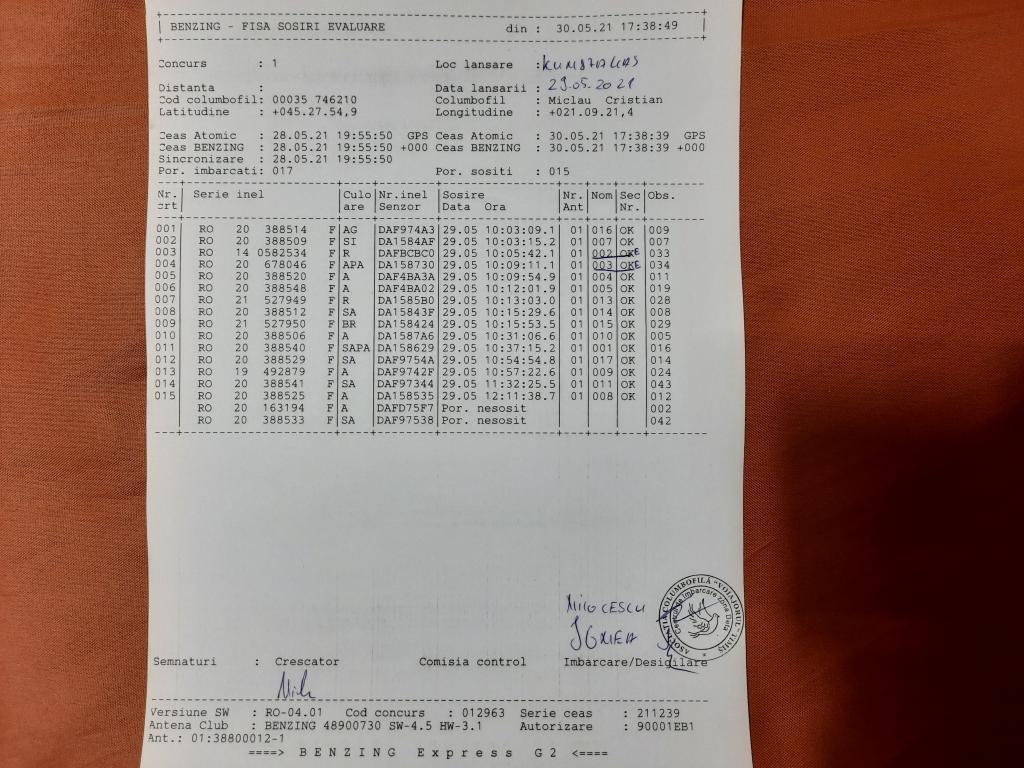 BENZING - FISA SOSIRI EVALUARE din : 30.05.21 17:38:49
Concurs : 1 Loc lansare :
Distanta : Data lansarii : 29.05.2021
Cod columbofil: 00035 746210 Columbofil : Miclau Cristian
Latitudine : +045.27.54,9 Longitudine : +021.09.21,4
Ceas Atomic : 28.05.21 19:55:50 GPS Ceas Atomic : 30.05.21 17:38:39 GPS
Ceas BENZING : 28.05.21 19:55:50 +000 Ceas BENZING : 30.05.21 17:38:39 +000
Sincronizare : 28.05.21 19:55:50
Por. imbarcati: 017 Por. sositi : 015
Nr. Serie inel Culo Nr.inel Sosire Nr. Nom Sec Obs.
crt are Senzor Data Ora Ant Nr.
001 RO 20 388514 F AG DAF974A3 29.05 10:03:09.1 01 016 OK 009
002 RO 20 388509 F SI DA1584AF 29.05 10:03:15.2 01 007 OK 007
003 RO 14 0582534 F R DAFBCBC0 29.05 10:05:42.1 01 002 OKE 033
004 RO 20 678046 F APA DA158730 29.05 10:09:11.1 01 003 OKE 034
005 RO 20 388520 F A DAF4BA3A 29.05 10:09:54.9 01 004 OK 011
006 RO 20 388548 F A DAF4BA02 29.05 10:12:01.9 01 005 OK 019
007 RO 21 527949 F R DA1585B0 29.05 10:13:03.0 01 013 OK 028
008 RO 20 388512 F SA DA15843F 29.05 10:15:29.6 01 014 OK 008
009 RO 21 527950 F BR DA158424 29.05 10:15:53.5 01 015 OK 029
010 RO 20 388506 F A DA1587A6 29.05 10:31:06.6 01 010 OK 005
011 RO 20 388540 F SAPA DA158629 29.05 10:37:15.2 01 001 OK 016
012 RO 20 388529 F SA DAF9754A 29.05 10:54:54.8 01 017 OK 014
013 RO 19 492879 F A DAF9742F 29.05 10:57:22.6 01 009 OK 024
014 RO 20 388541 F SA DAF97344 29.05 11:32:25.5 01 011 OK 043
015 RO 20 388525 F A DA158535 29.05 12:11:38.7 01 008 OK 012
RO 20 163194 F A DAFD75F7 Por. nesosit 002
RO 20 388533 F SA DAF97538 Por. nesosit 042
ASOCIATIA COLUMBOFILĂ "VOIAJORUL" TIMIȘ
Semnaturi : Crescator Comisia control Imbarcare/Desigilare
Versiune SW : RO-04.01 Cod concurs : 012963 Serie ceas : 211239
Antena Club : BENZING 48900730 SW-4.5 HW-3.1 Autorizare : 90001EB1
Ant.: 01:38800012-1
====> BENZING Express G2 <====